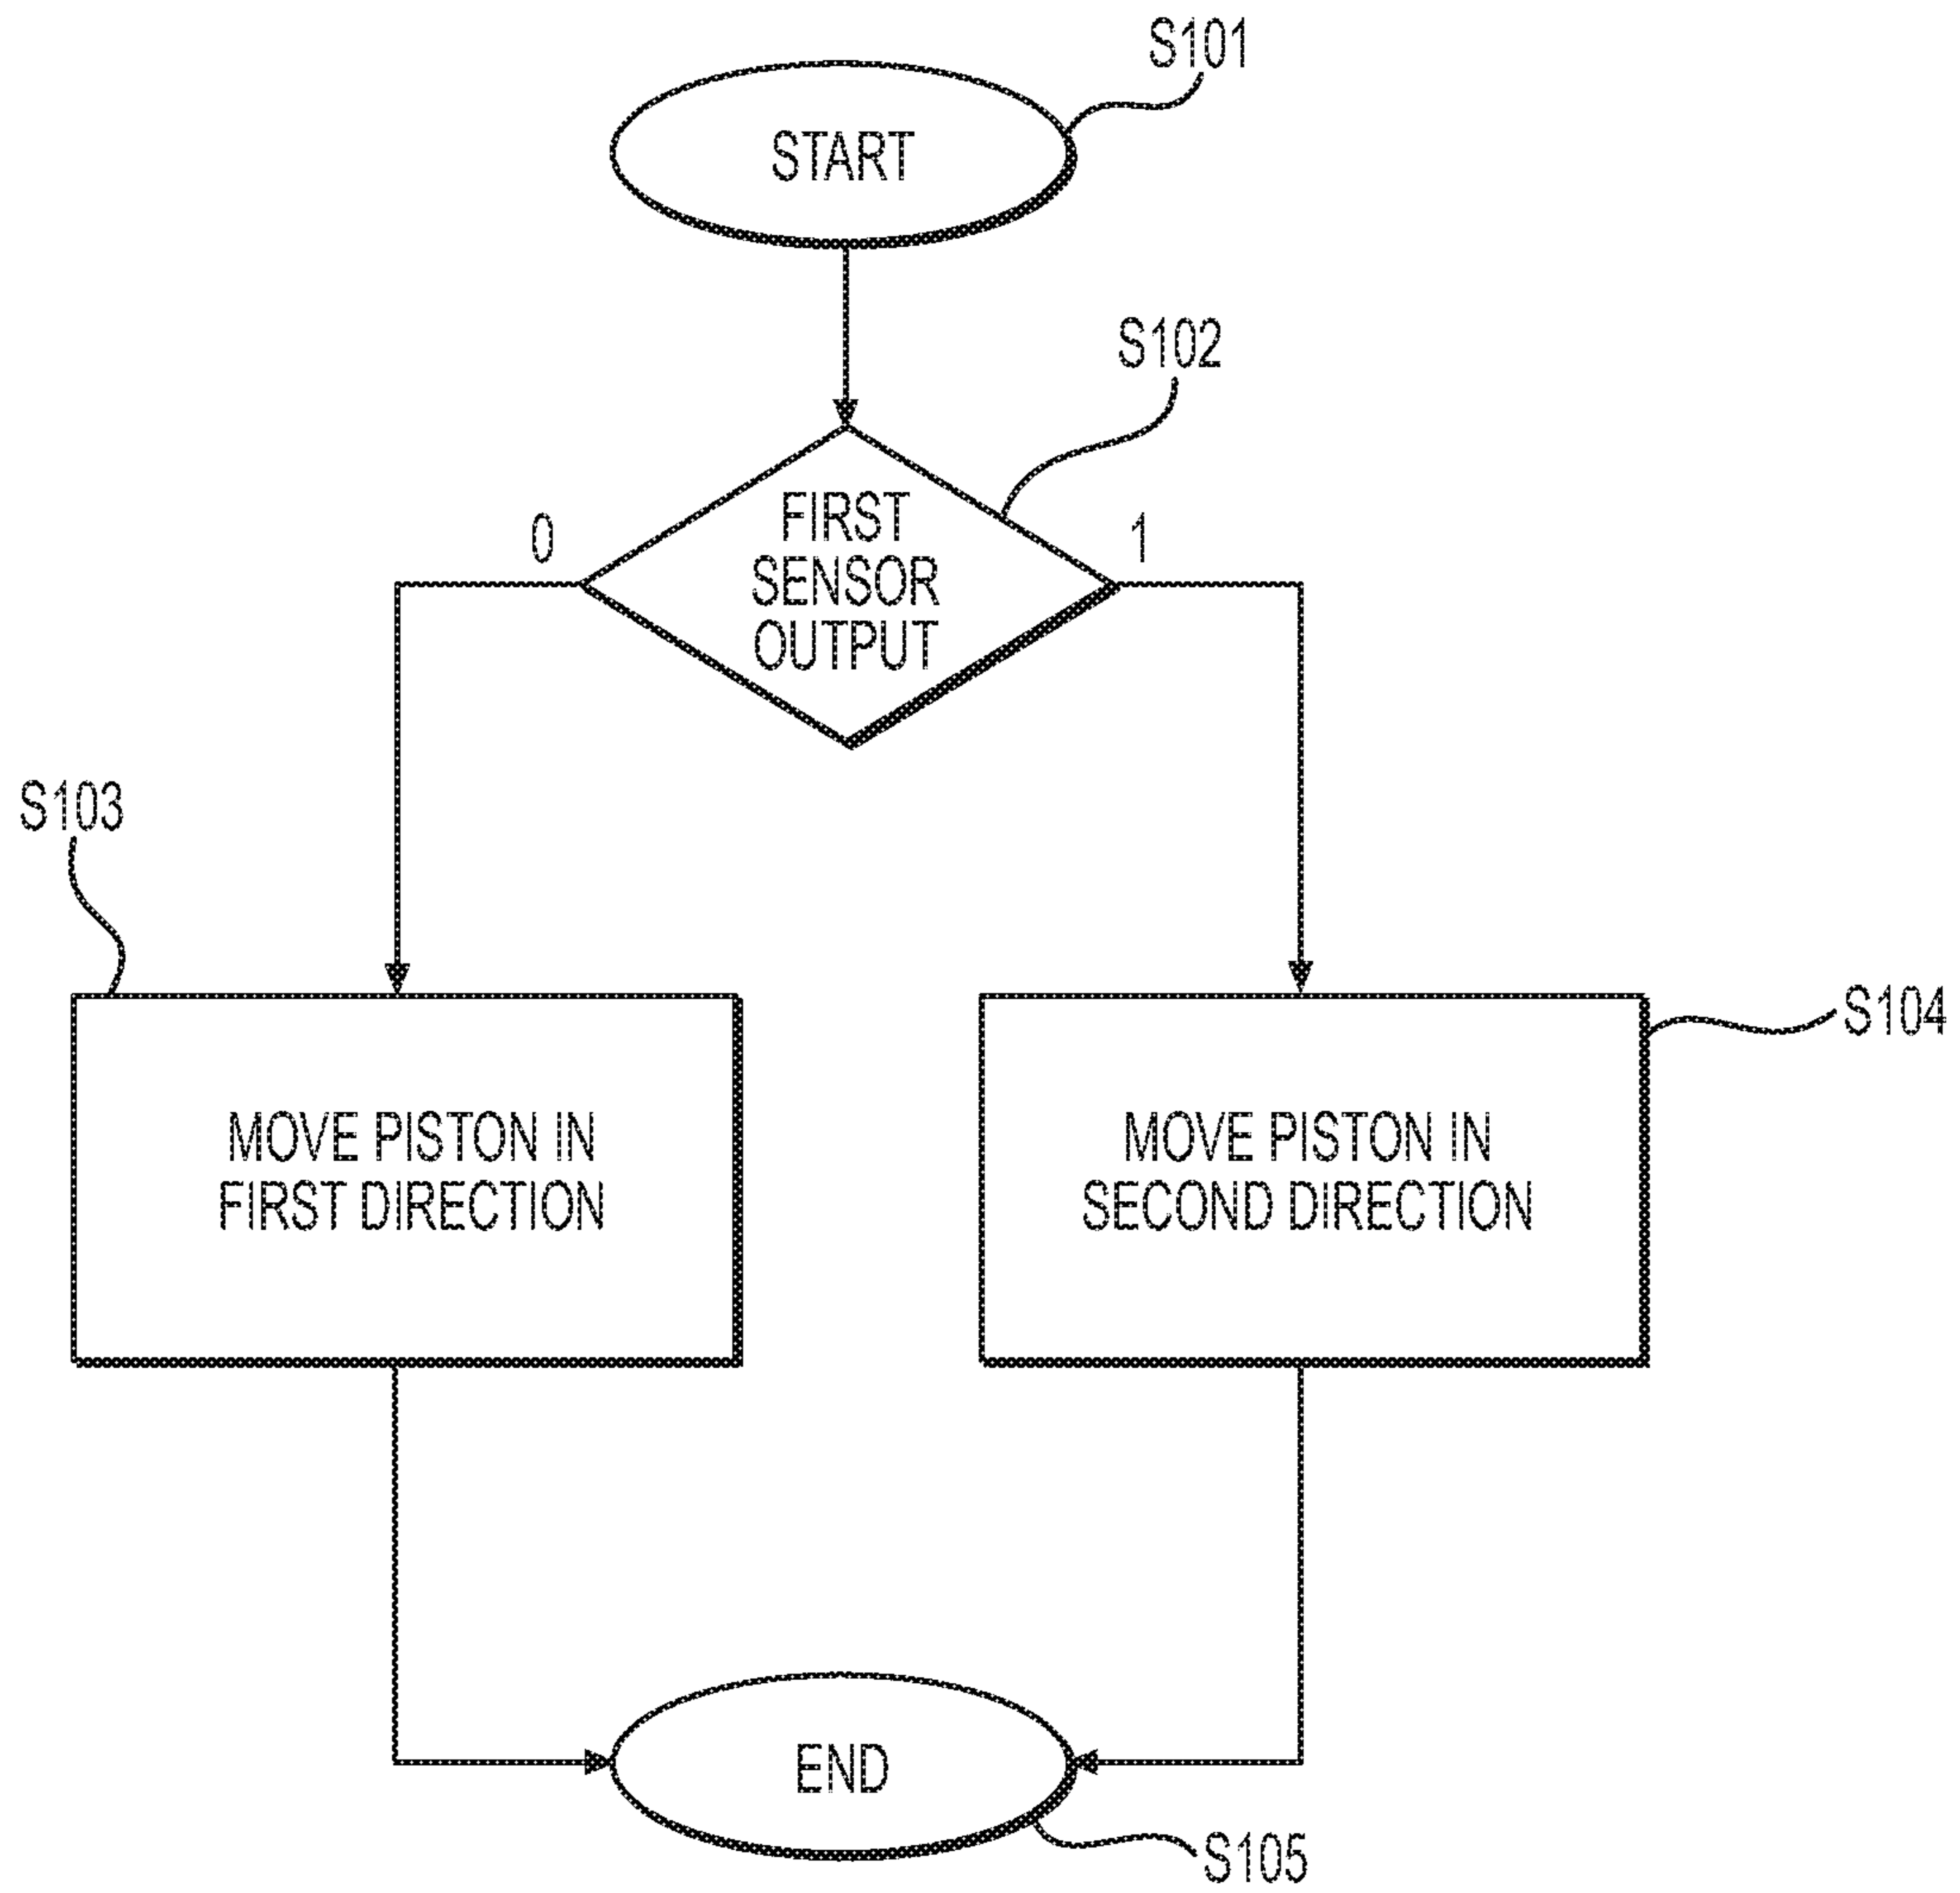 S101
START
S102
0
1
FIRST
SENSOR
OUTPUT
S103
S104
MOVE PISTON IN
FIRST DIRECTION
MOVE PISTON IN
SECOND DIRECTION
END
S105